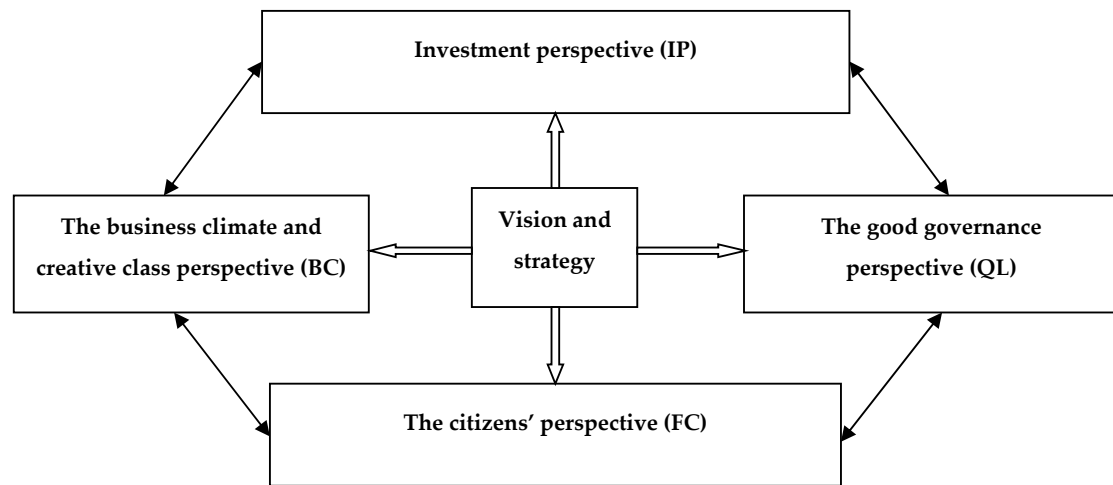 Investment perspective (IP)
The business climate and
creative class perspective (BC)
Vision and
strategy
The good governance
perspective (QL)
The citizens’ perspective (FC)